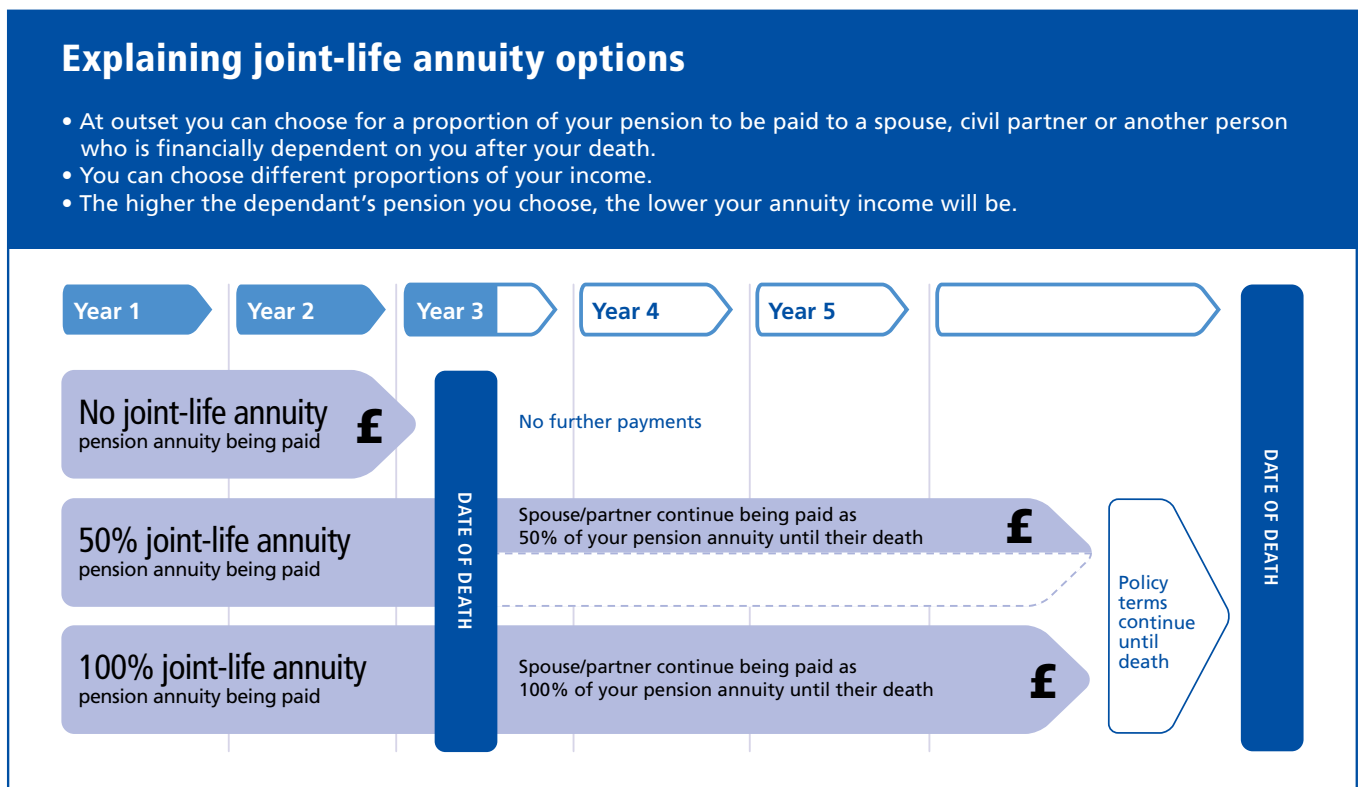 Explaining joint-life annuity options
• At outset you can choose for a proportion of your pension to be paid to a spouse, civil partner or another person
who is financially dependent on you after your death.
• You can choose different proportions of your income.
• The higher the dependant's pension you choose, the lower your annuity income will be.
Year 1
Year 2
Year 3
Year 4
Year 5
No joint-life annuity
pension annuity being paid
£
No further payments
50% joint-life annuity
pension annuity being paid
Spouse/partner continue being paid as
50% of your pension annuity until their death
£
100% joint-life annuity
pension annuity being paid
Spouse/partner continue being paid as
100% of your pension annuity until their death
£
DATE OF DEATH
Policy
terms
continue
until
death
DATE OF DEATH